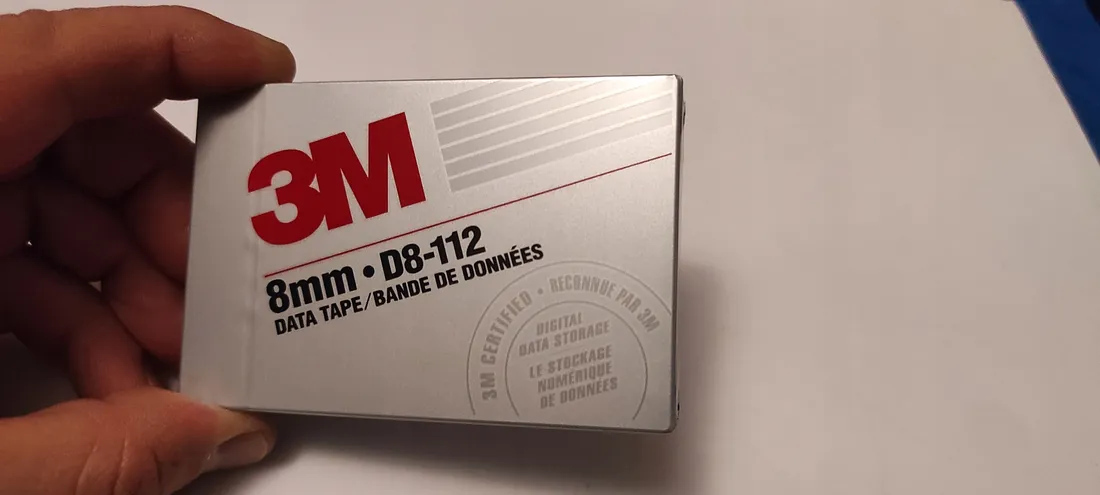 3M
8mm • D8-112
DATA TAPE/BANDE DE DONNÉES
3M CERTIFIED • RECONNUE PAR 3M
DIGITAL
DATA STORAGE
LE STOCKAGE
NUMÉRIQUE
DE DONNÉES